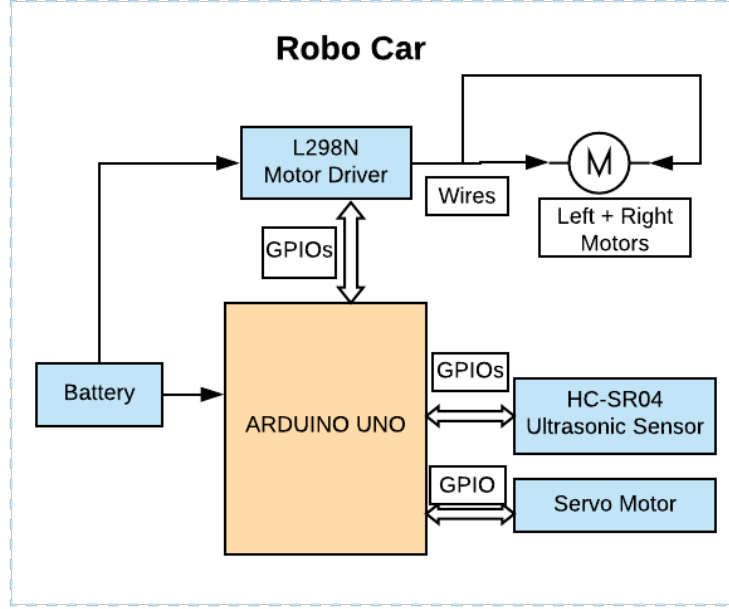 Robo Car
L298N
Motor Driver
Wires
M
Left + Right
Motors
GPIOs
Battery
ARDUINO UNO
GPIOs
HC-SR04
Ultrasonic Sensor
GPIO
Servo Motor